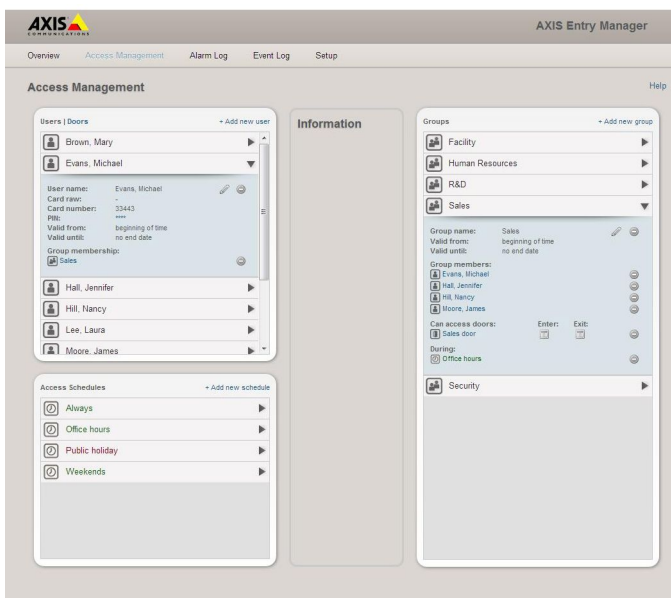 AXIS
COMMUNICATIONS
AXIS Entry Manager
Overview Access Management Alarm Log Event Log Setup
Access Management
Help
Users | Doors + Add new user
Brown, Mary
Evans, Michael
User name: Evans, Michael
Card raw: -
Card number: 33443
PIN: ****
Valid from: beginning of time
Valid until: no end date
Group membership:
Sales
Hall, Jennifer
Hill, Nancy
Lee, Laura
Moore, James
Access Schedules + Add new schedule
Always
Office hours
Public holiday
Weekends
Information
Groups + Add new group
Facility
Human Resources
R&D
Sales
Group name: Sales
Valid from: beginning of time
Valid until: no end date
Group members:
Evans, Michael
Hall, Jennifer
Hill, Nancy
Moore, James
Can access doors: Enter: Exit:
Sales door
During:
Office hours
Security